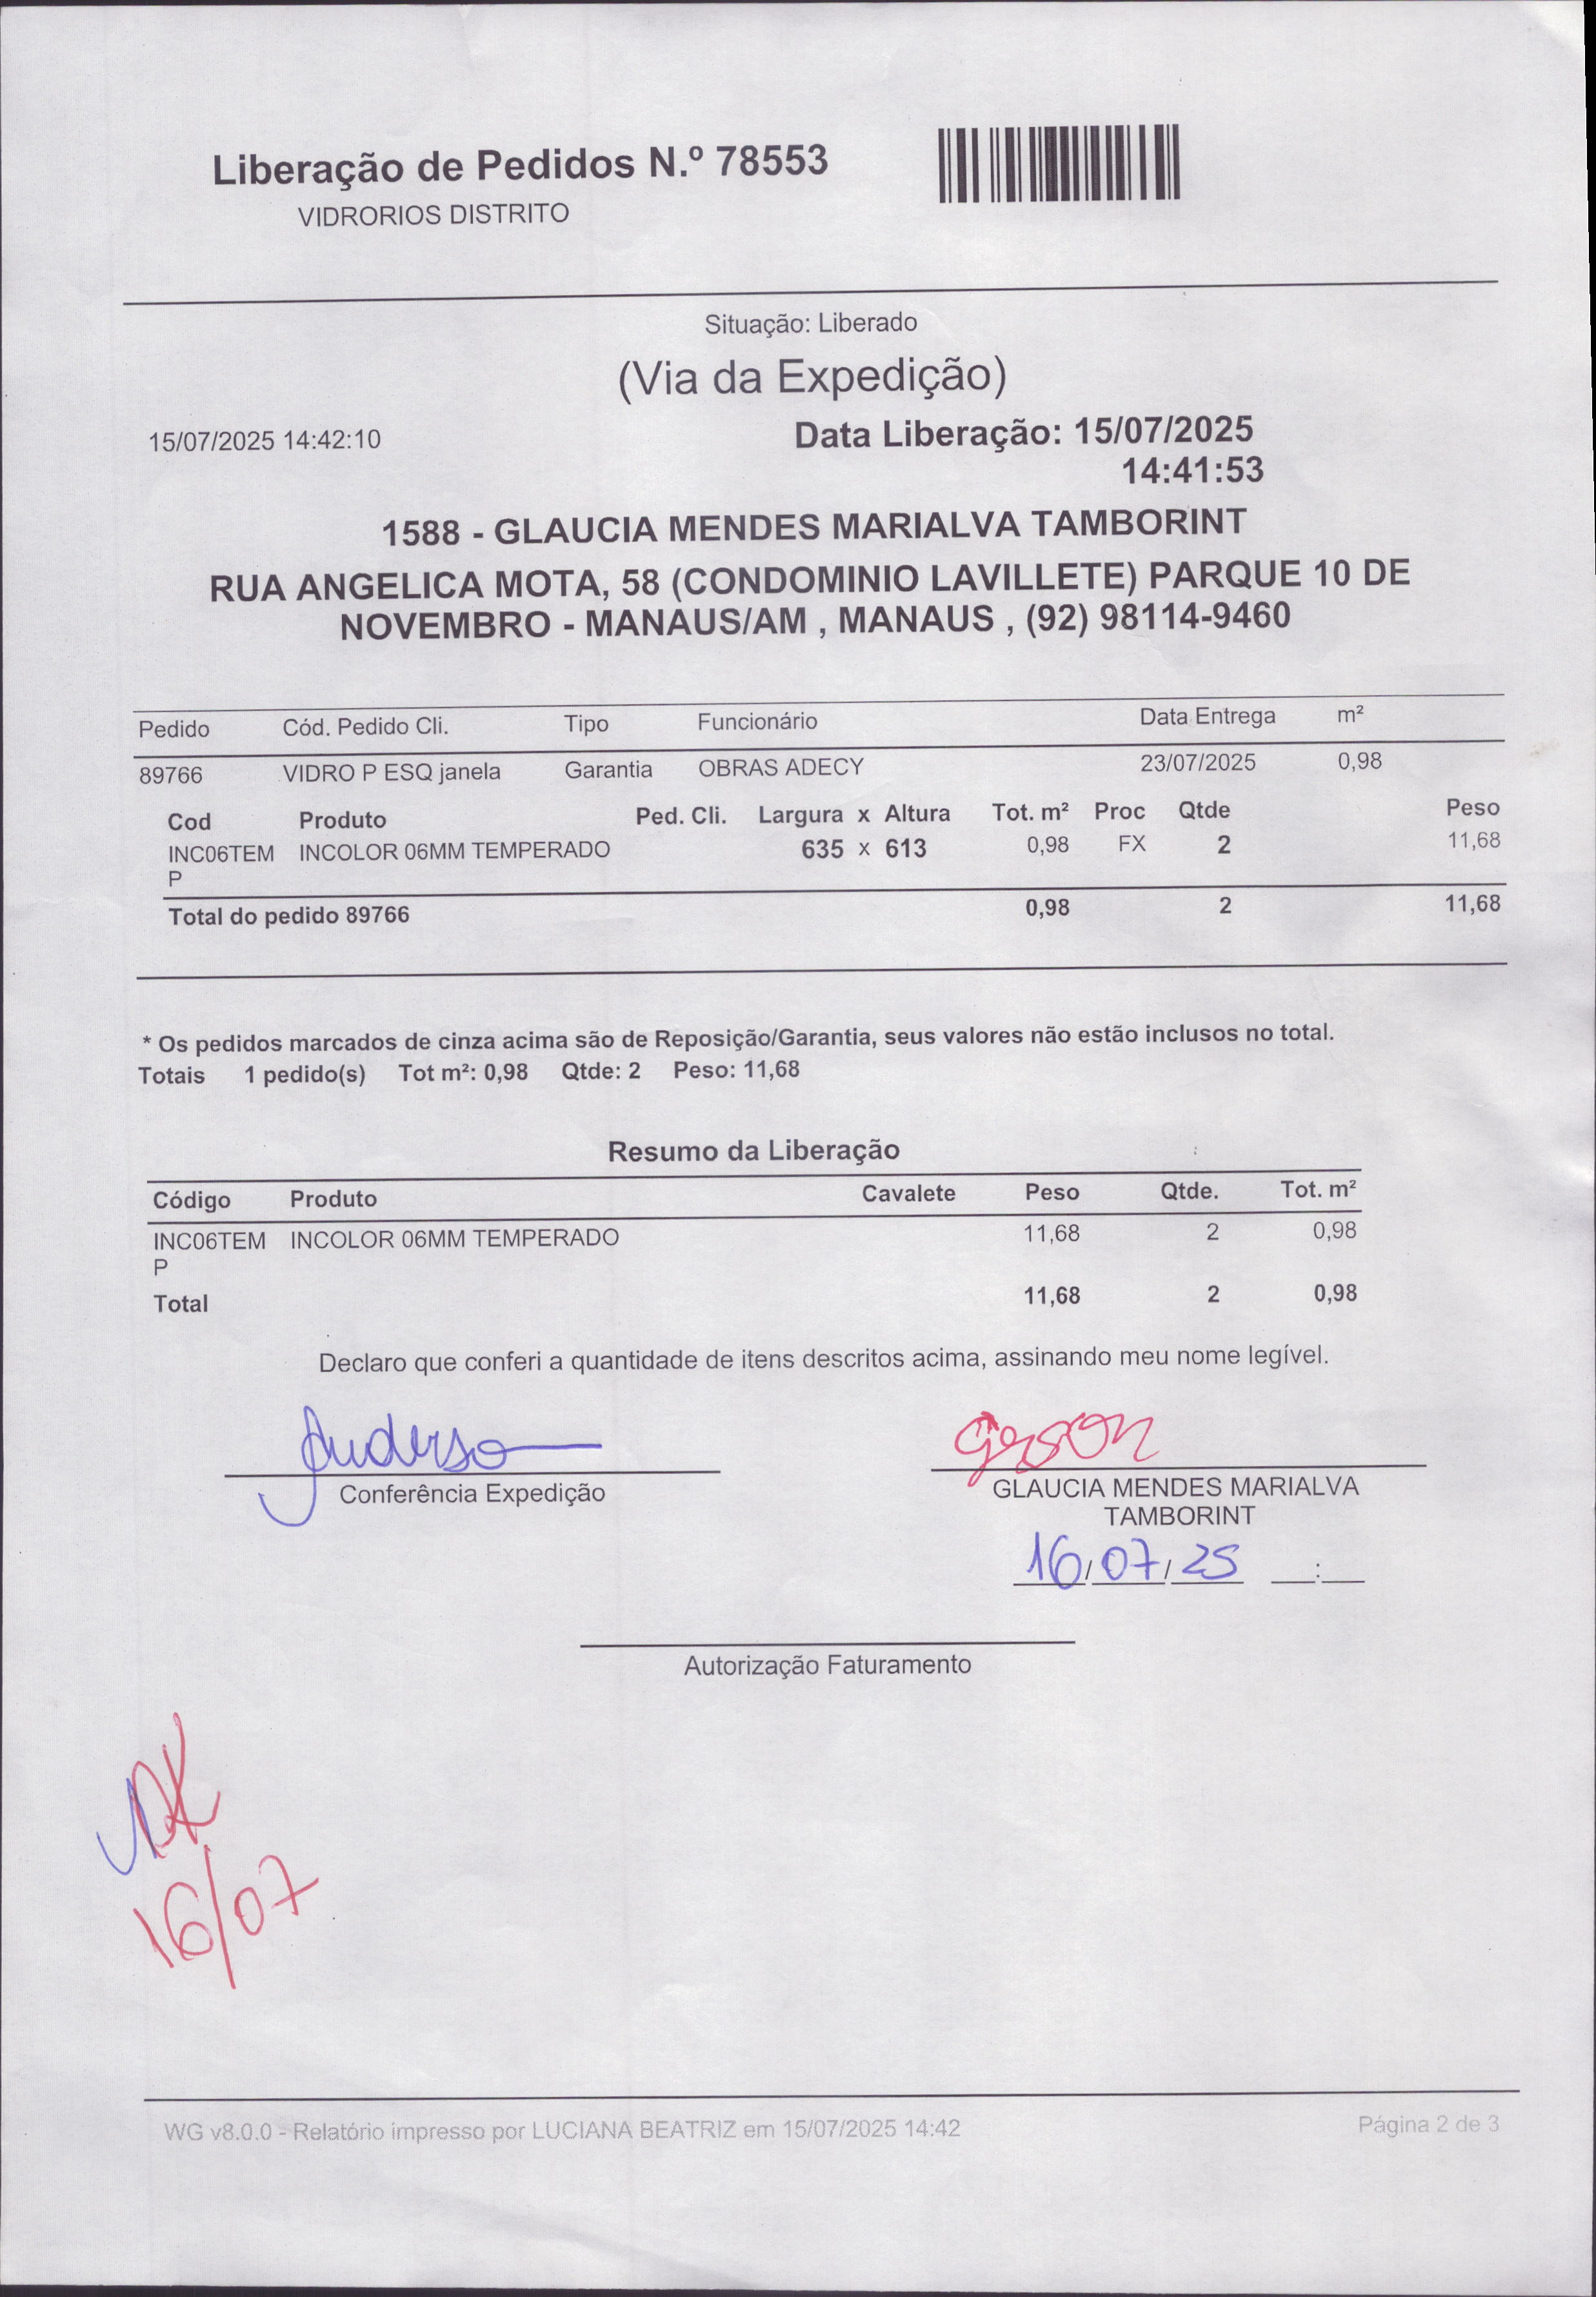 Liberação de Pedidos N.º 78553
VIDRORIOS DISTRITO
Situação: Liberado
(Via da Expedição)
15/07/2025 14:42:10
Data Liberação: 15/07/2025
14:41:53
1588 - GLAUCIA MENDES MARIALVA TAMBORINT
RUA ANGELICA MOTA, 58 (CONDOMINIO LAVILLETE) PARQUE 10 DE
NOVEMBRO - MANAUS/AM , MANAUS , (92) 98114-9460
Pedido Cód. Pedido Cli. Tipo Funcionário Data Entrega m²
89766 VIDRO P ESQ janela Garantia OBRAS ADECY 23/07/2025 0,98
Cod Produto Ped. Cli. Largura x Altura Tot. m² Proc Qtde Peso
INC06TEM INCOLOR 06MM TEMPERADO 635 x 613 0,98 FX 2 11,68
P
Total do pedido 89766 0,98 2 11,68
* Os pedidos marcados de cinza acima são de Reposição/Garantia, seus valores não estão inclusos no total.
Totais 1 pedido(s) Tot m²: 0,98 Qtde: 2 Peso: 11,68
Resumo da Liberação
Código Produto Cavalete Peso Qtde. Tot. m²
INC06TEM INCOLOR 06MM TEMPERADO 11,68 2 0,98
P
Total 11,68 2 0,98
Declaro que conferi a quantidade de itens descritos acima, assinando meu nome legível.
Anderson
Gerson
Conferência Expedição
GLAUCIA MENDES MARIALVA
TAMBORINT
16/07/25 __:__
Autorização Faturamento
OK
16/07
WG v8.0.0 - Relatório impresso por LUCIANA BEATRIZ em 15/07/2025 14:42
Página 2 de 3